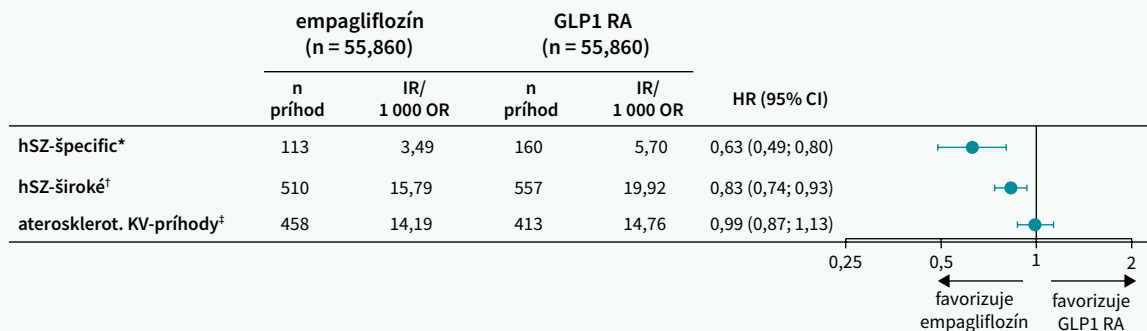 empagliflozín GLP1 RA
(n = 55,860) (n = 55,860)
n IR/ n IR/ HR (95% CI)
príhod 1 000 OR príhod 1 000 OR
hSZ-špecific* 113 3,49 160 5,70 0,63 (0,49; 0,80)
hSZ-široké† 510 15,79 557 19,92 0,83 (0,74; 0,93)
aterosklerot. KV-príhody‡ 458 14,19 413 14,76 0,99 (0,87; 1,13)
0,25 0,5 1 2
favorizuje favorizuje
empagliflozín GLP1 RA